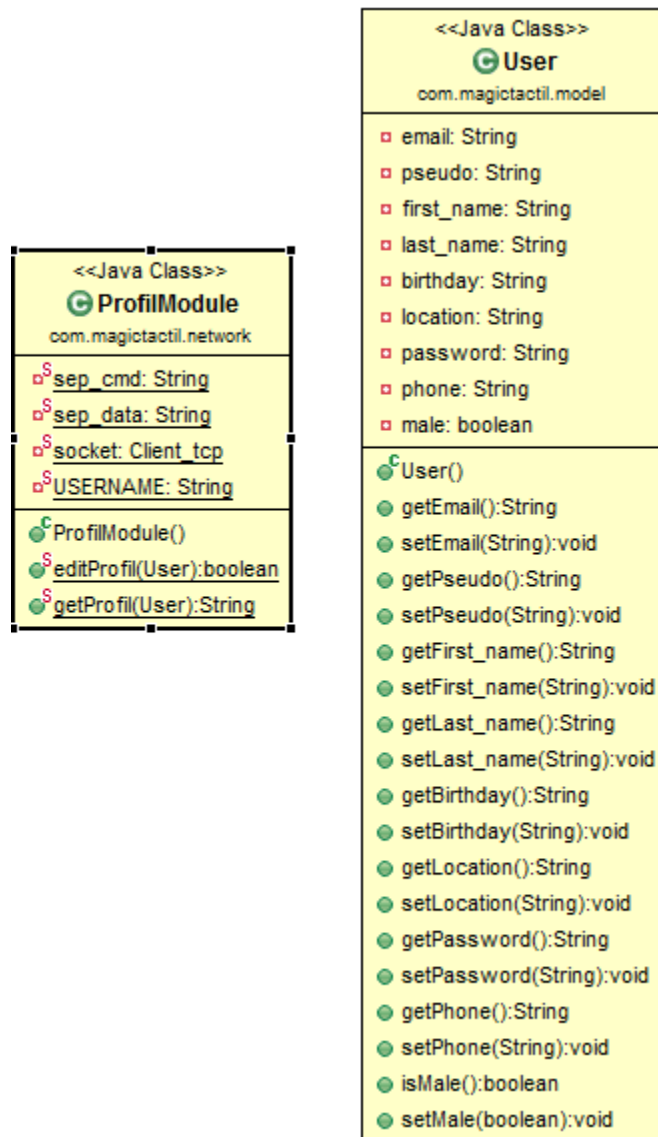 <<Java Class>>
ProfilModule
com.magictactil.network
sep_cmd: String
sep_data: String
socket: Client_tcp
USERNAME: String
ProfilModule()
editProfil(User):boolean
getProfil(User):String
<<Java Class>>
User
com.magictactil.model
email: String
pseudo: String
first_name: String
last_name: String
birthday: String
location: String
password: String
phone: String
male: boolean
User()
getEmail():String
setEmail(String):void
getPseudo():String
setPseudo(String):void
getFirst_name():String
setFirst_name(String):void
getLast_name():String
setLast_name(String):void
getBirthday():String
setBirthday(String):void
getLocation():String
setLocation(String):void
getPassword():String
setPassword(String):void
getPhone():String
setPhone(String):void
isMale():boolean
setMale(boolean):void